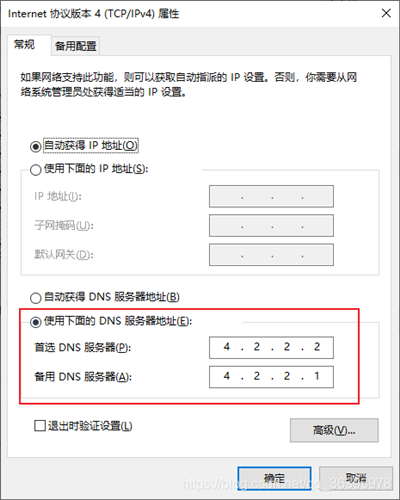 Internet 协议版本 4 (TCP/IPv4) 属性
常规 备用配置
如果网络支持此功能，则可以获取自动指派的 IP 设置。否则，你需要从网
络系统管理员处获得适当的 IP 设置。
自动获得 IP 地址(O)
使用下面的 IP 地址(S):
IP 地址(I): . . .
子网掩码(U): . . .
默认网关(D): . . .
自动获得 DNS 服务器地址(B)
使用下面的 DNS 服务器地址(E):
首选 DNS 服务器(P): 4 . 2 . 2 . 2
备用 DNS 服务器(A): 4 . 2 . 2 . 1
退出时验证设置(L)
高级(V)...
确定 取消